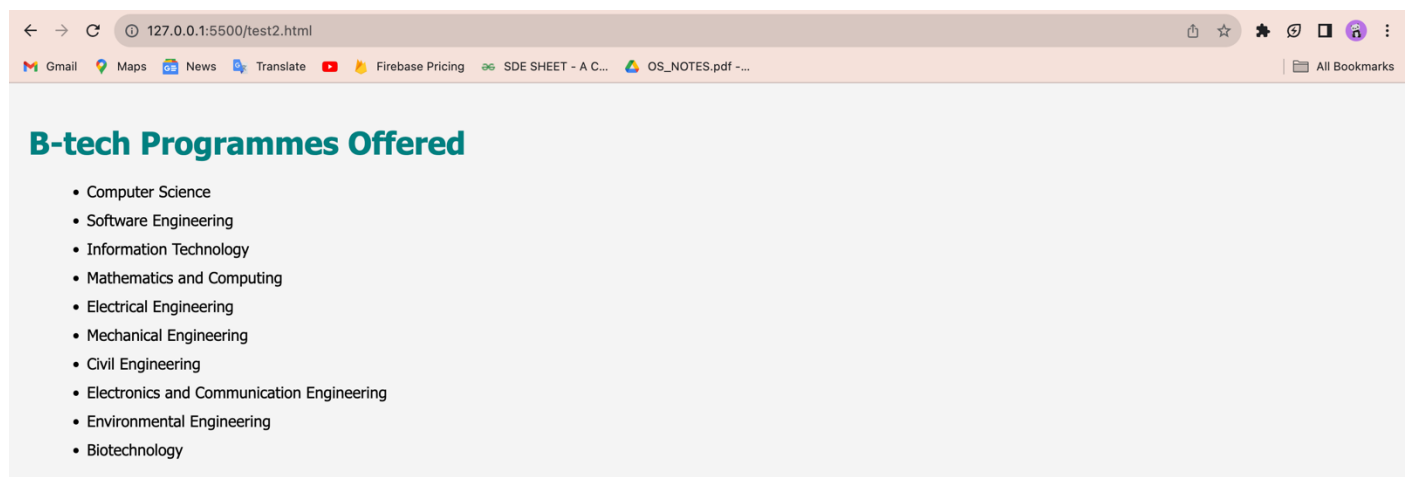 127.0.0.1:5500/test2.html
Gmail Maps News Translate Firebase Pricing SDE SHEET - A C... OS_NOTES.pdf -... All Bookmarks
B-tech Programmes Offered
• Computer Science
• Software Engineering
• Information Technology
• Mathematics and Computing
• Electrical Engineering
• Mechanical Engineering
• Civil Engineering
• Electronics and Communication Engineering
• Environmental Engineering
• Biotechnology